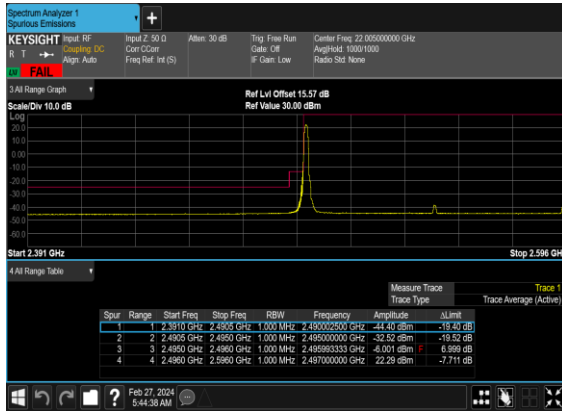 Spectrum Analyzer 1
Spurious Emissions
+
KEYSIGHT
R T
LV
FAIL
Input: RF
Coupling: DC
Align: Auto
Input Z: 50 Ω
Corr CCorr
Freq Ref: Int (S)
Atten: 30 dB
Trig: Free Run
Gate: Off
IF Gain: Low
Center Freq: 22.005000000 GHz
Avg|Hold: 1000/1000
Radio Std: None
3 All Range Graph
Scale/Div 10.0 dB
Ref Lvl Offset 15.57 dB
Ref Value 30.00 dBm
Log
20.0
10.0
0.00
-10.0
-20.0
-30.0
-40.0
-50.0
-60.0
Start 2.391 GHz
Stop 2.596 GH
4 All Range Table
Measure Trace Trace 1
Trace Type Trace Average (Active)
Spur Range Start Freq Stop Freq RBW Frequency Amplitude ΔLimit
1 1 2.3910 GHz 2.4905 GHz 1.000 MHz 2.490002500 GHz -44.40 dBm -19.40 dB
2 2 2.4905 GHz 2.4950 GHz 1.000 MHz 2.495000000 GHz -32.52 dBm -19.52 dB
3 3 2.4950 GHz 2.4960 GHz 1.000 MHz 2.495993333 GHz -6.001 dBm F 6.999 dB
4 4 2.4960 GHz 2.5960 GHz 1.000 MHz 2.497000000 GHz 22.29 dBm -7.711 dB
?
Feb 27, 2024
5:44:38 AM